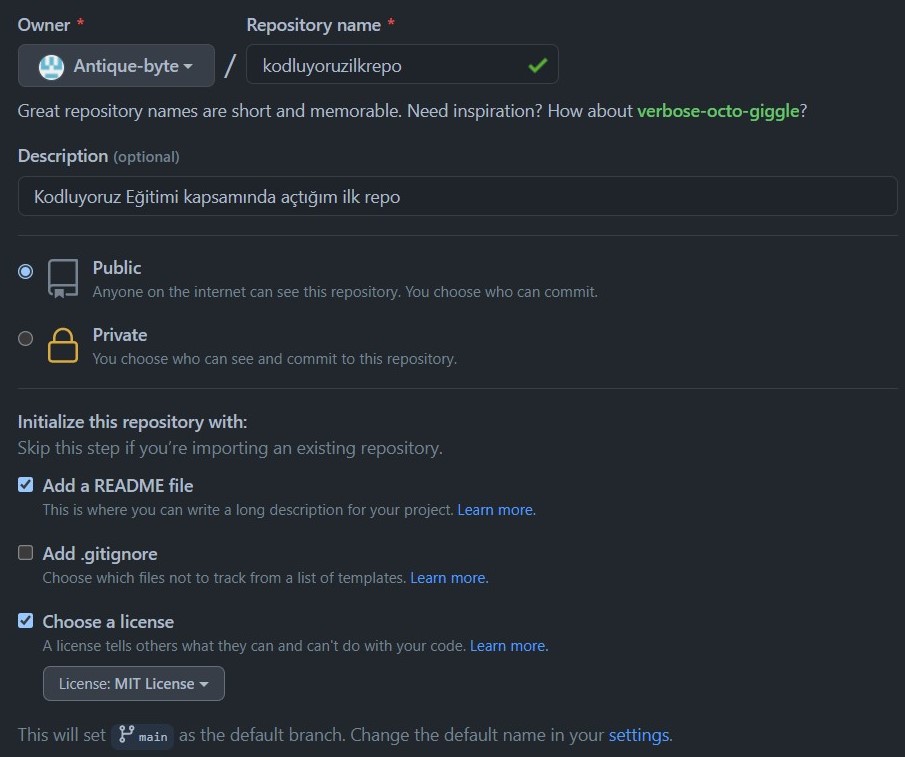 Owner * Repository name *
Antique-byte / kodluyoruzilkrepo
Great repository names are short and memorable. Need inspiration? How about verbose-octo-giggle?
Description (optional)
Kodluyoruz Eğitimi kapsamında açtığım ilk repo
Public
Anyone on the internet can see this repository. You choose who can commit.
Private
You choose who can see and commit to this repository.
Initialize this repository with:
Skip this step if you’re importing an existing repository.
Add a README file
This is where you can write a long description for your project. Learn more.
Add .gitignore
Choose which files not to track from a list of templates. Learn more.
Choose a license
A license tells others what they can and can't do with your code. Learn more.
License: MIT License
This will set main as the default branch. Change the default name in your settings.